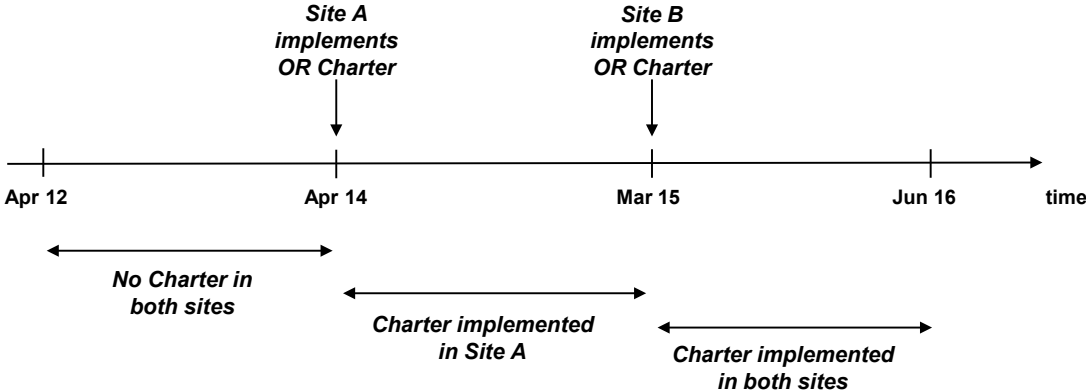 Site A
implements
OR Charter
Site B
implements
OR Charter
Apr 12
Apr 14
Mar 15
Jun 16
time
No Charter in
both sites
Charter implemented
in Site A
Charter implemented
in both sites